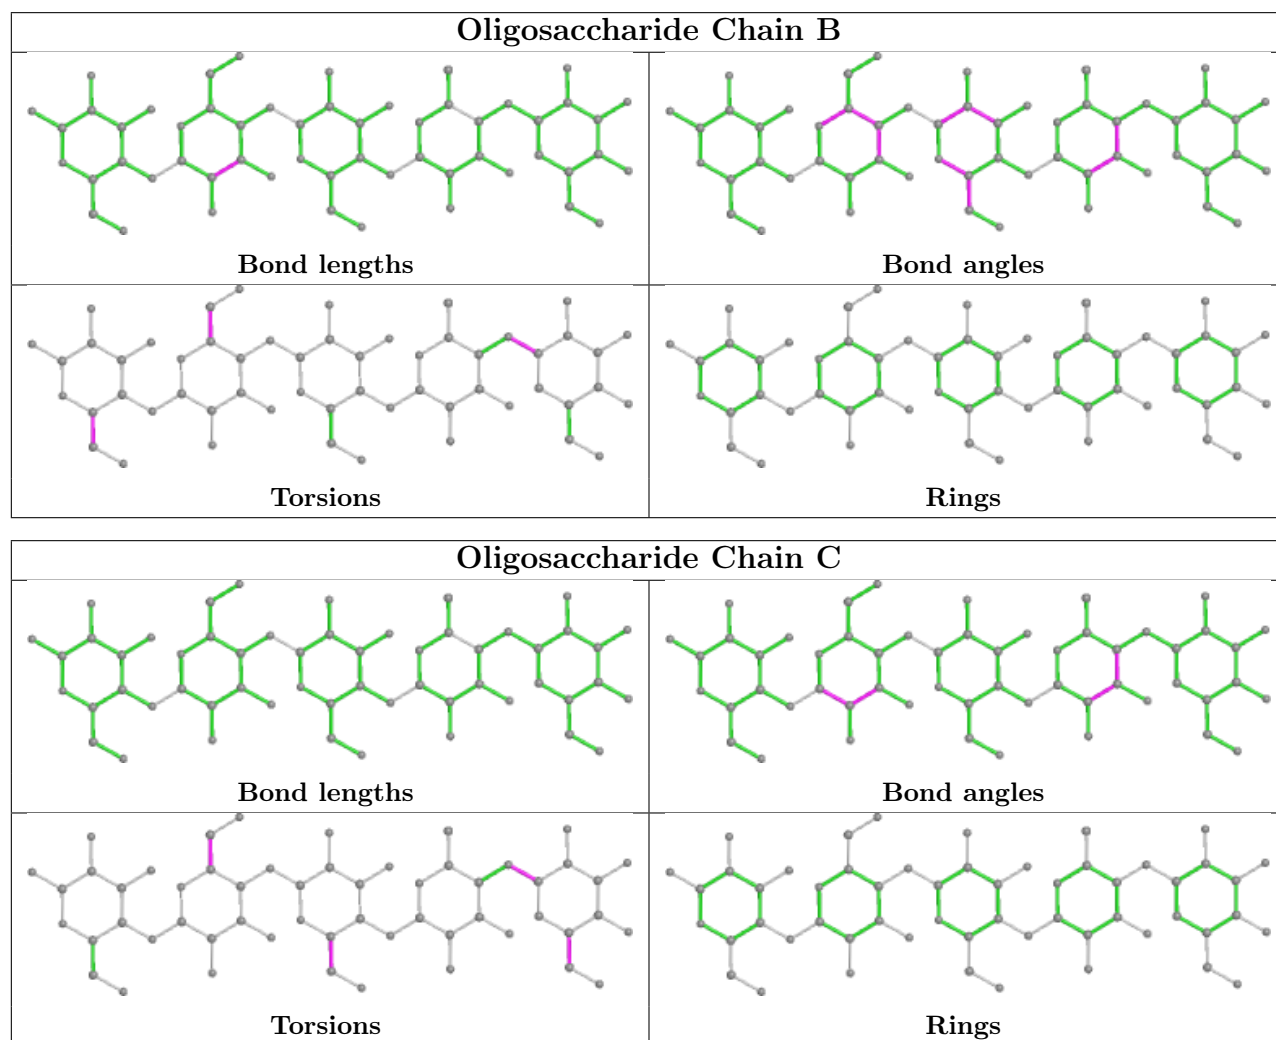 Oligosaccharide Chain B
Bond lengths
Bond angles
Torsions
Rings
Oligosaccharide Chain C
Bond lengths
Bond angles
Torsions
Rings